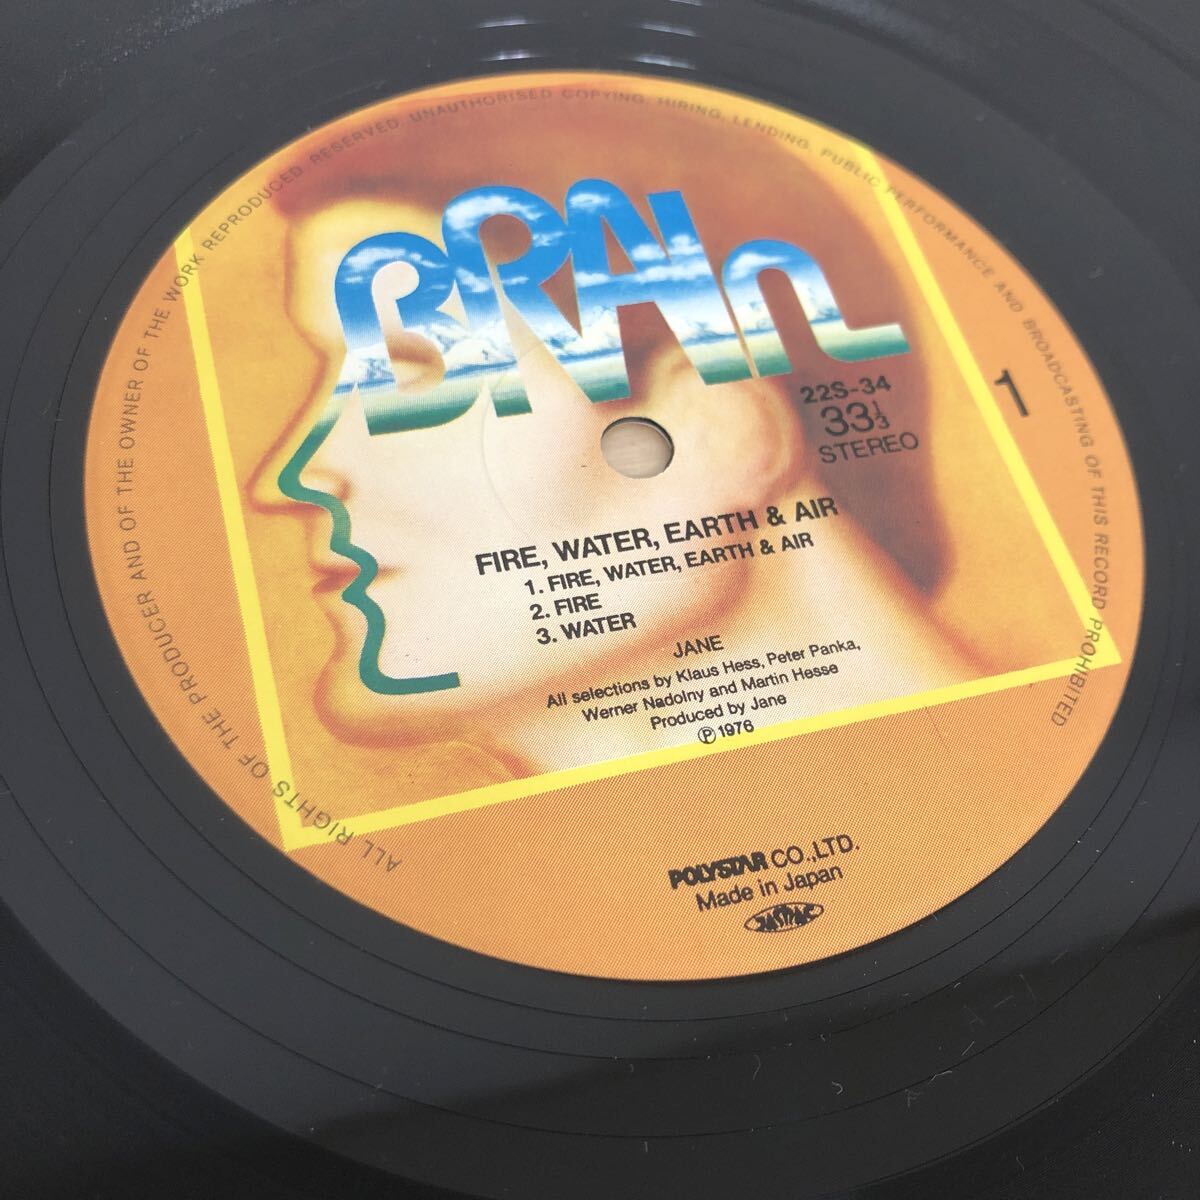 ALL RIGHTS OF THE PRODUCER AND OF THE OWNER OF THE WORK REPRODUCED RESERVED. UNAUTHORISED COPYING, HIRING, LENDING, PUBLIC PERFORMANCE AND BROADCASTING OF THIS RECORD PROHIBITED
BRAIN
22S-34
33⅓
STEREO
1
FIRE, WATER, EARTH & AIR
1. FIRE, WATER, EARTH & AIR
2. FIRE
3. WATER
JANE
All selections by Klaus Hess, Peter Panka,
Werner Nadolny and Martin Hesse
Produced by Jane
Ⓟ1976
POLYSTAR CO.,LTD.
Made in Japan
JASRAC